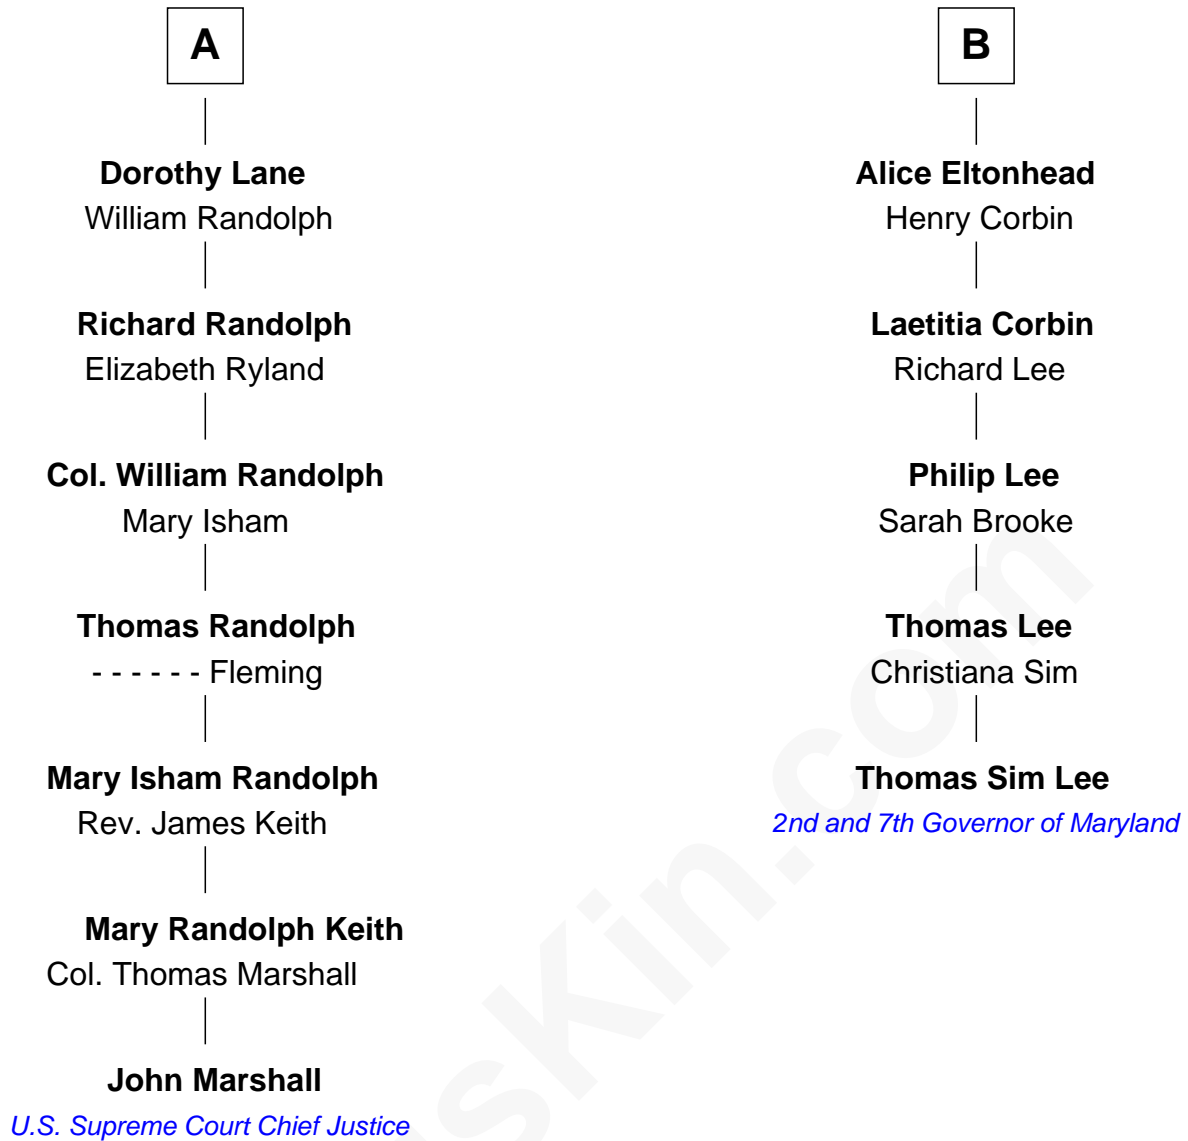 A
Dorothy Lane
William Randolph
Richard Randolph
Elizabeth Ryland
Col. William Randolph
Mary Isham
Thomas Randolph
- - - - - - Fleming
Mary Isham Randolph
Rev. James Keith
Mary Randolph Keith
Col. Thomas Marshall
John Marshall
U.S. Supreme Court Chief Justice
B
Alice Eltonhead
Henry Corbin
Laetitia Corbin
Richard Lee
Philip Lee
Sarah Brooke
Thomas Lee
Christiana Sim
Thomas Sim Lee
2nd and 7th Governor of Maryland
sKin.com